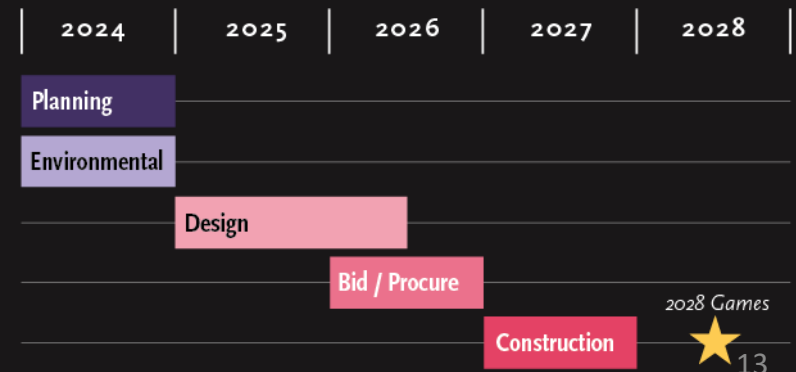 2024 2025 2026 2027 2028
Planning
Environmental
Design
Bid / Procure
2028 Games
Construction
13